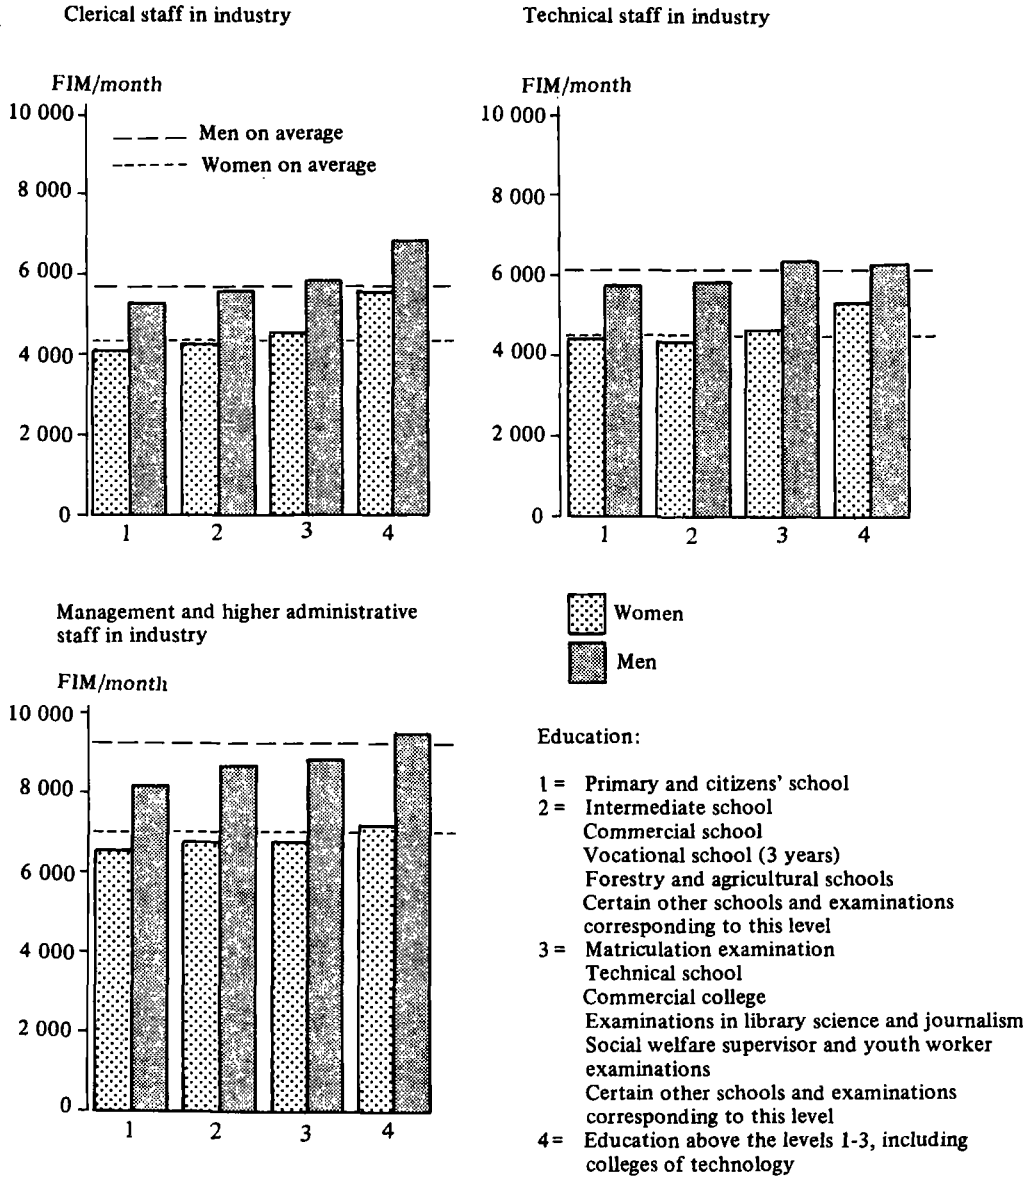 Clerical staff in industry
FIM/month
10 000
8 000
6 000
4 000
2 000
0
Men on average
Women on average
1 2 3 4
Technical staff in industry
FIM/month
10 000
8 000
6 000
4 000
2 000
0
1 2 3 4
Management and higher administrative
staff in industry
FIM/month
10 000
8 000
6 000
4 000
2 000
0
1 2 3 4
Women
Men
Education:
1 = Primary and citizens' school
2 = Intermediate school
Commercial school
Vocational school (3 years)
Forestry and agricultural schools
Certain other schools and examinations
corresponding to this level
3 = Matriculation examination
Technical school
Commercial college
Examinations in library science and journalism
Social welfare supervisor and youth worker
examinations
Certain other schools and examinations
corresponding to this level
4 = Education above the levels 1-3, including
colleges of technology